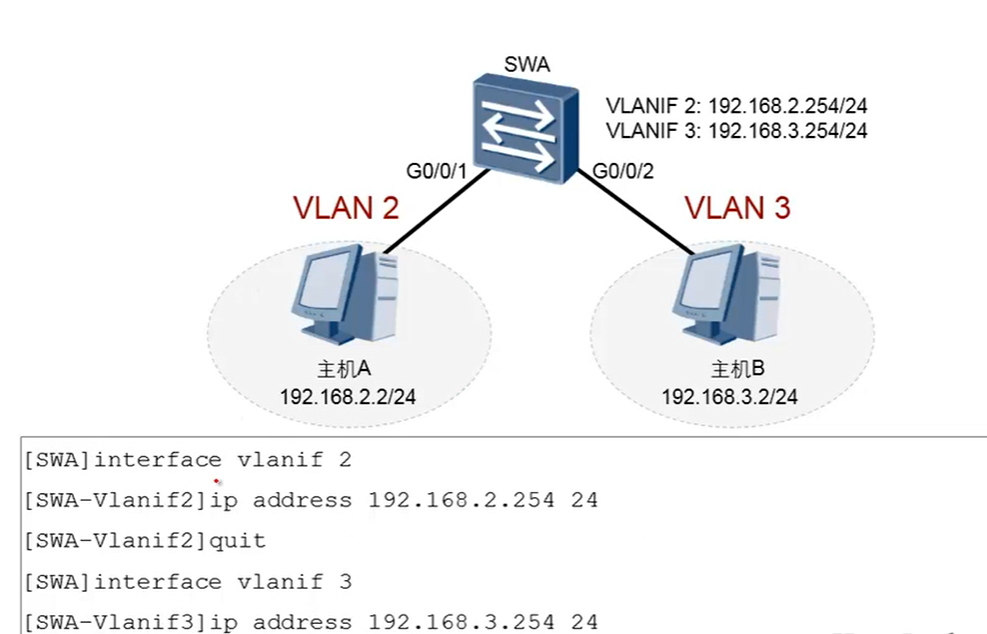 SWA
VLANIF 2: 192.168.2.254/24
VLANIF 3: 192.168.3.254/24
G0/0/1
G0/0/2
VLAN 2
VLAN 3
主机A
192.168.2.2/24
主机B
192.168.3.2/24
[SWA]interface vlanif 2
[SWA-Vlanif2]ip address 192.168.2.254 24
[SWA-Vlanif2]quit
[SWA]interface vlanif 3
[SWA-Vlanif3]ip address 192.168.3.254 24